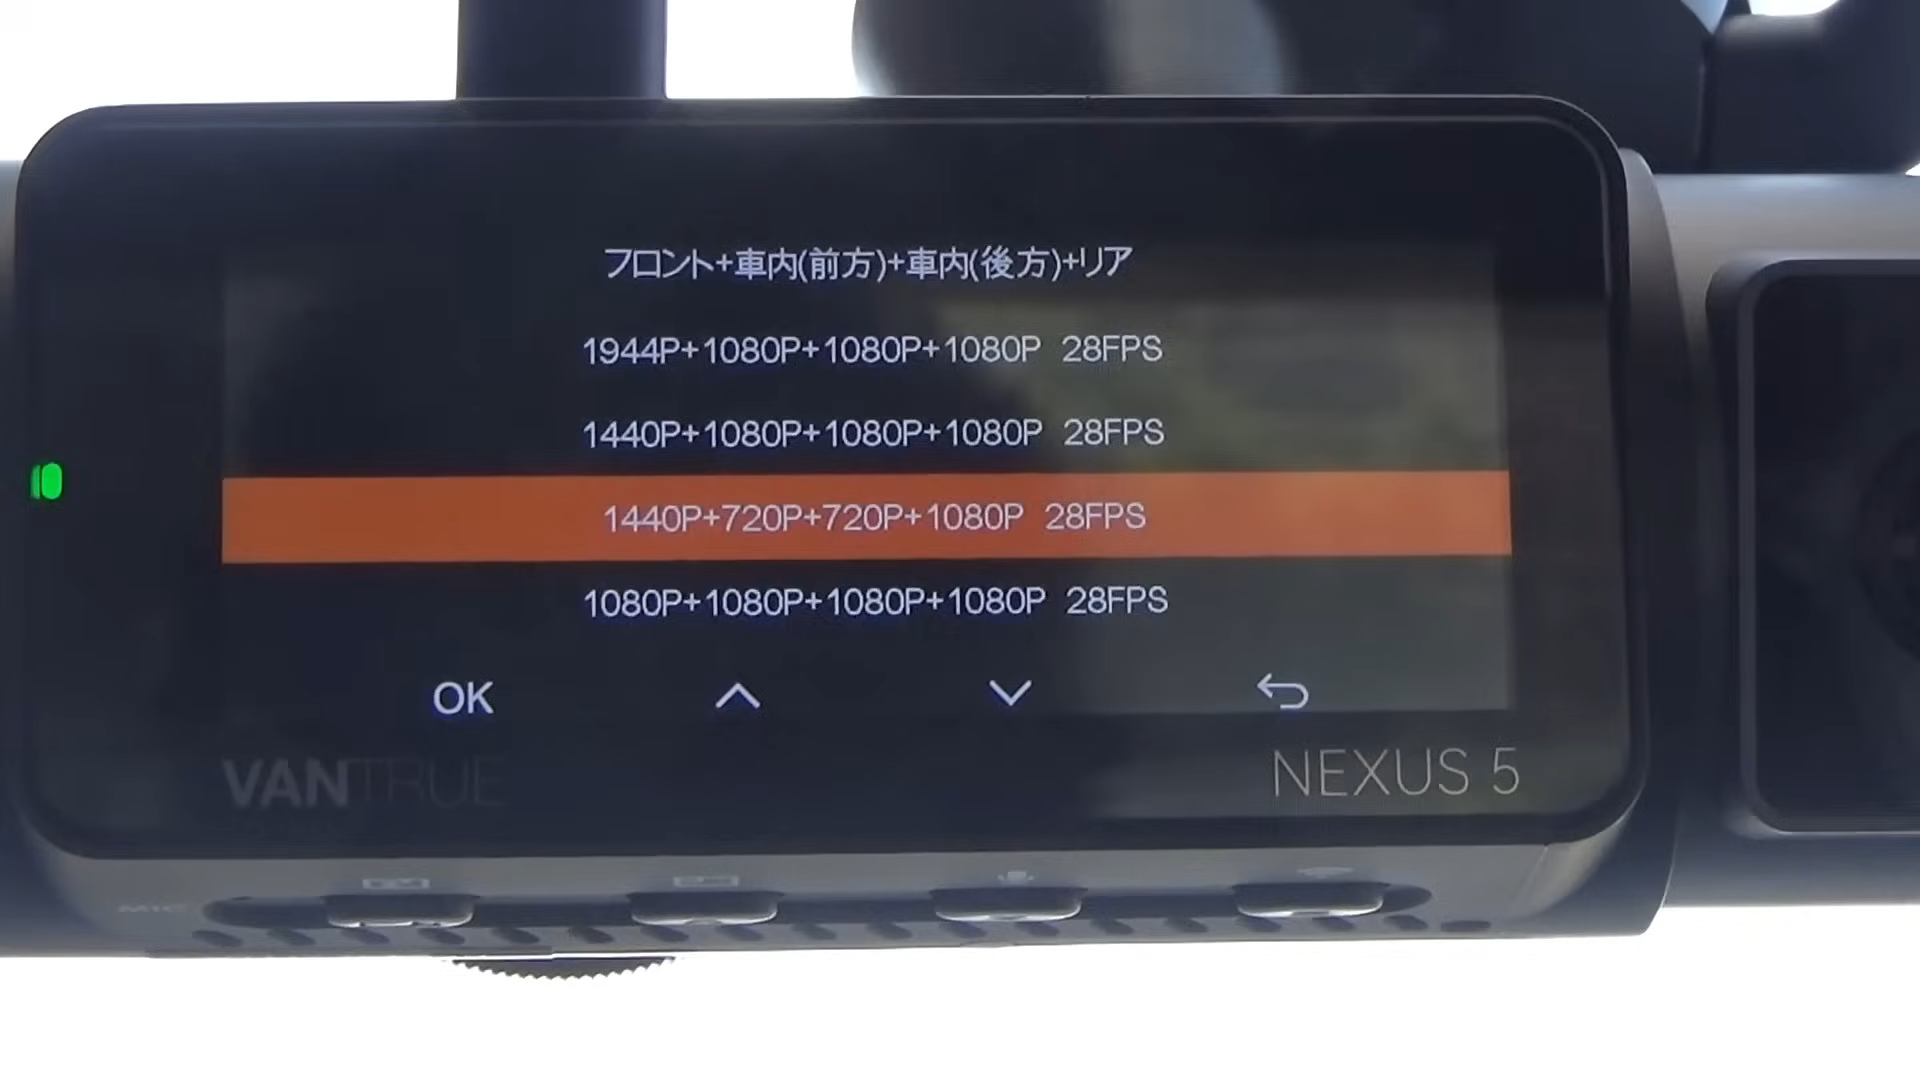 フロント+車内(前方)+車内(後方)+リア
1944P+1080P+1080P+1080P 28FPS
1440P+1080P+1080P+1080P 28FPS
1440P+720P+720P+1080P 28FPS
1080P+1080P+1080P+1080P 28FPS
OK
VANTRUE
NEXUS 5
MIC